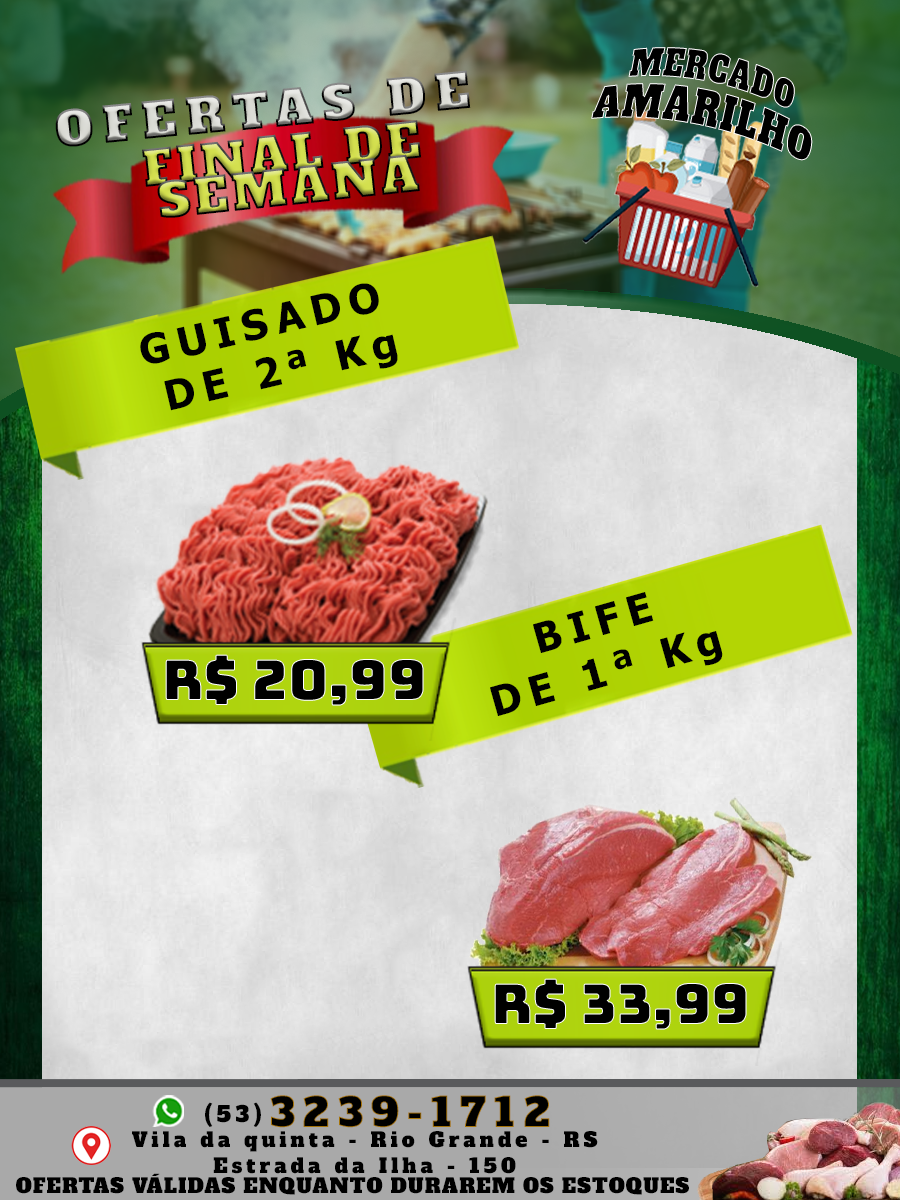 OFERTAS DE
FINAL DE
SEMANA
MERCADO
AMARILHO
GUISADO
DE 2ª Kg
R$ 20,99
BIFE
DE 1ª Kg
R$ 33,99
(53) 3239-1712
Vila da quinta - Rio Grande - RS
Estrada da Ilha - 150
OFERTAS VÁLIDAS ENQUANTO DURAREM OS ESTOQUES